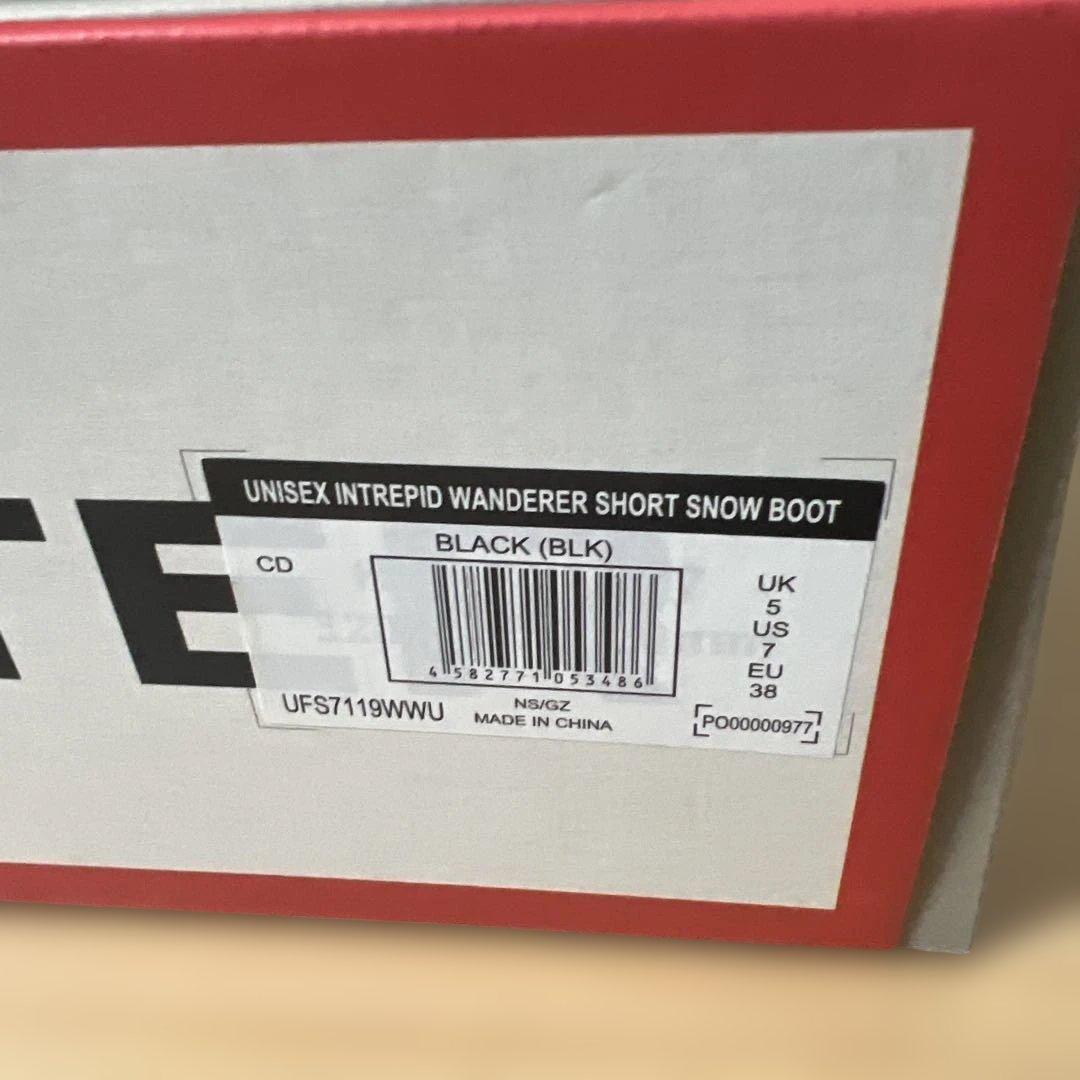 UNISEX INTREPID WANDERER SHORT SNOW BOOT
BLACK (BLK)
CD
4 582771 053486
UK
5
US
7
EU
38
UFS7119WWU
NS/GZ
MADE IN CHINA
PO00000977
E